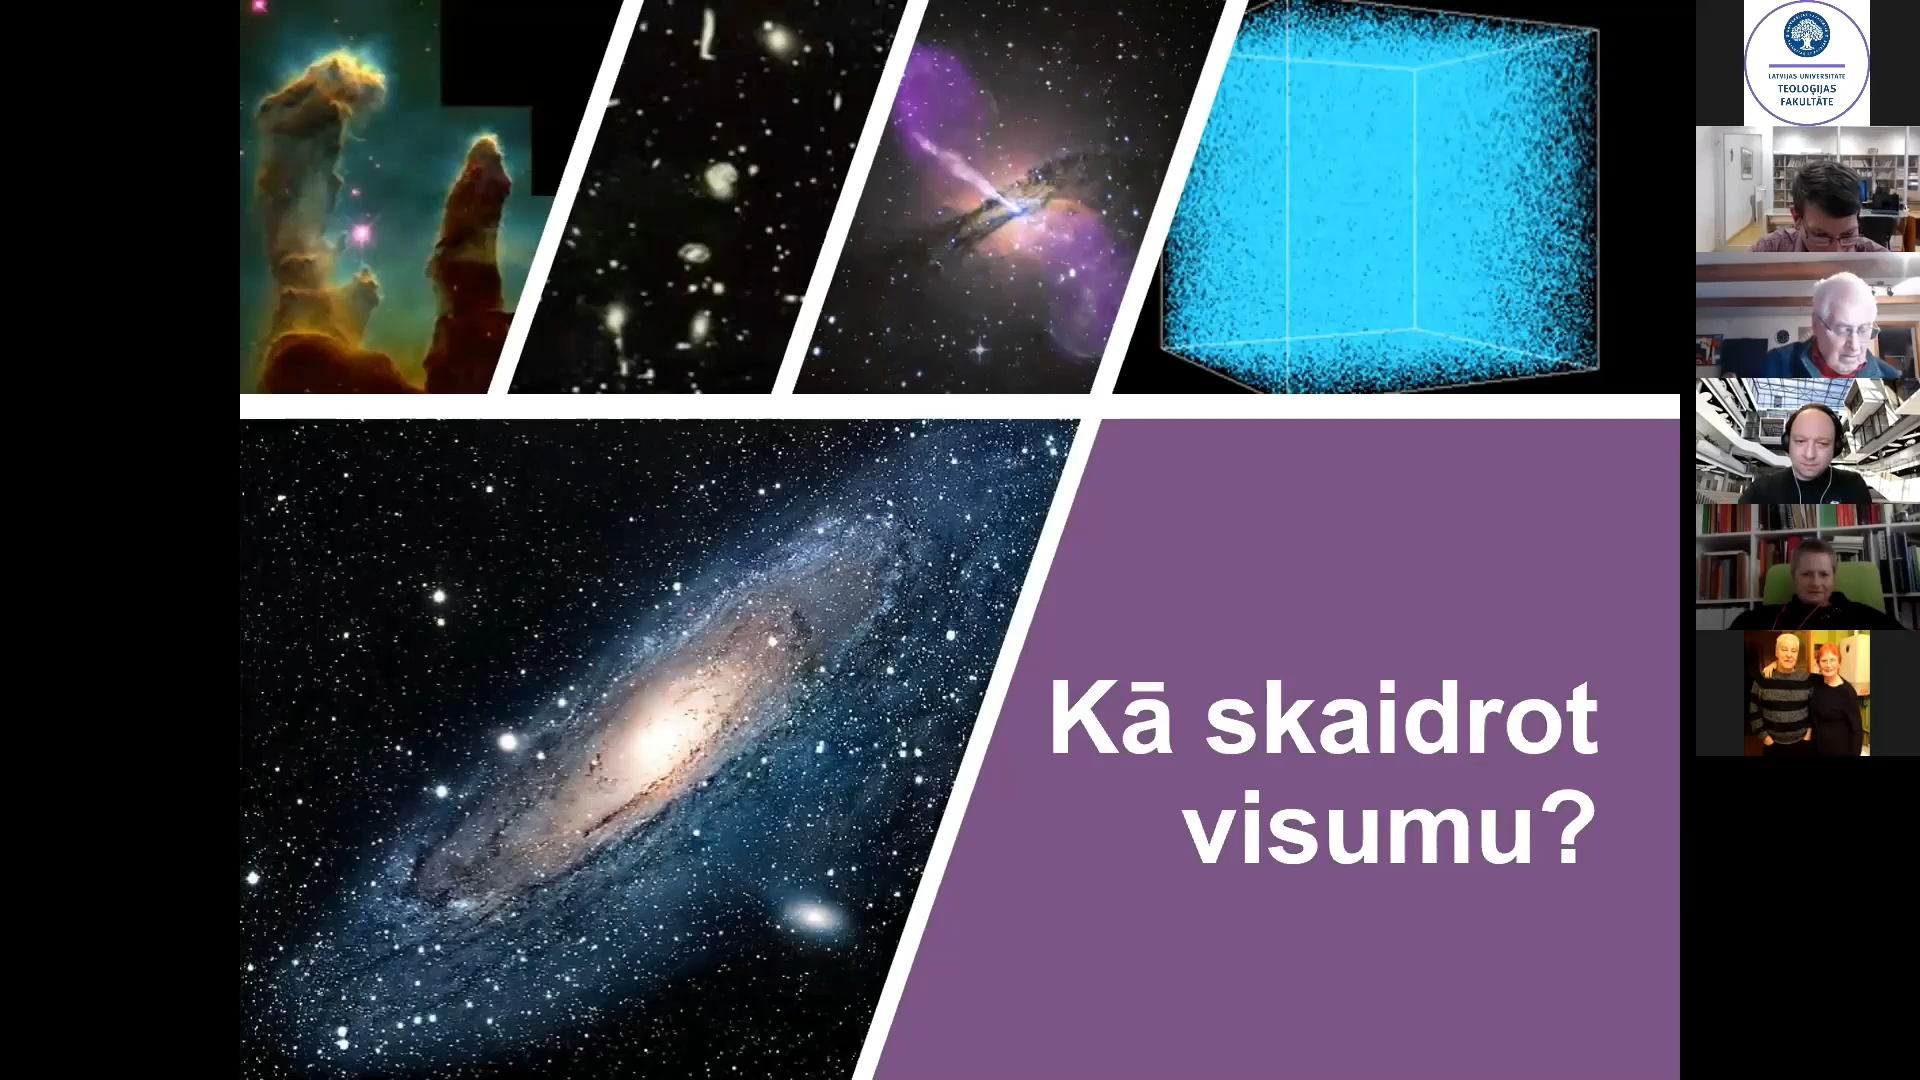 LATVIJAS UNIVERSITĀTE
TEOLOĢIJAS
FAKULTĀTE
Kā skaidrot
visumu?